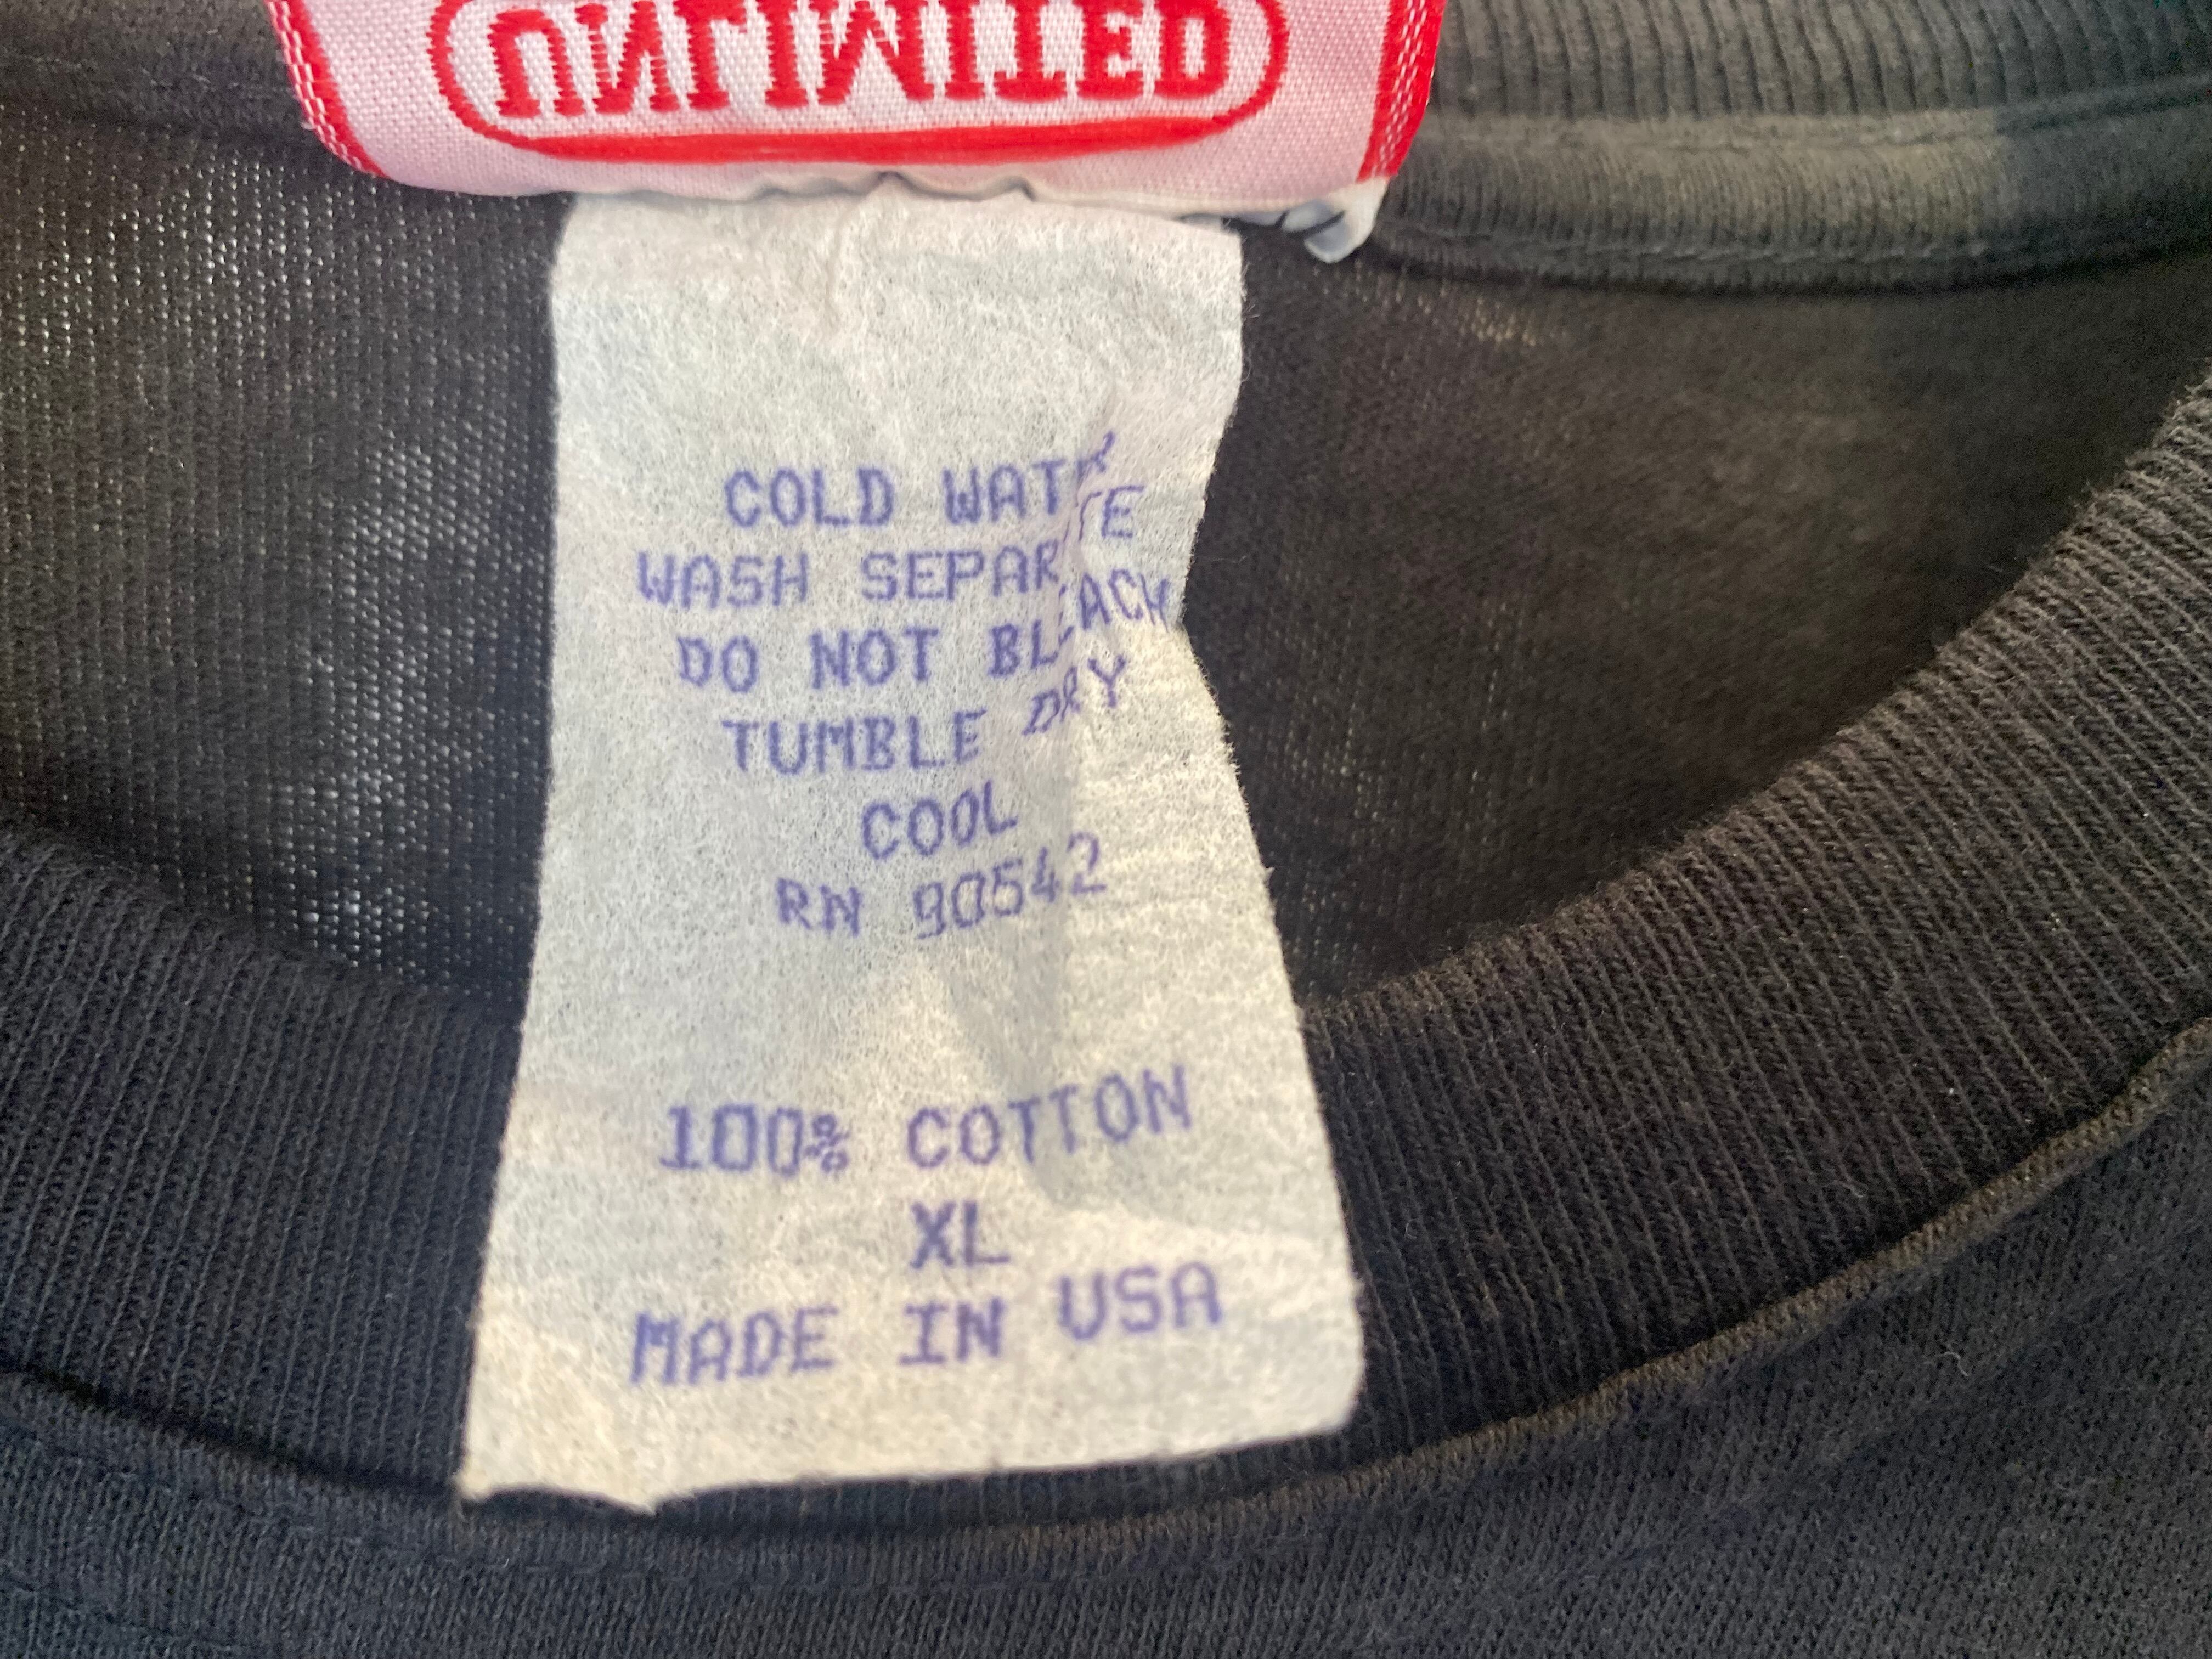 UNLIMITED
COLD WATER
WASH SEPARATE
DO NOT BLEACH
TUMBLE DRY
COOL
RN 90542
100% COTTON
XL
MADE IN USA